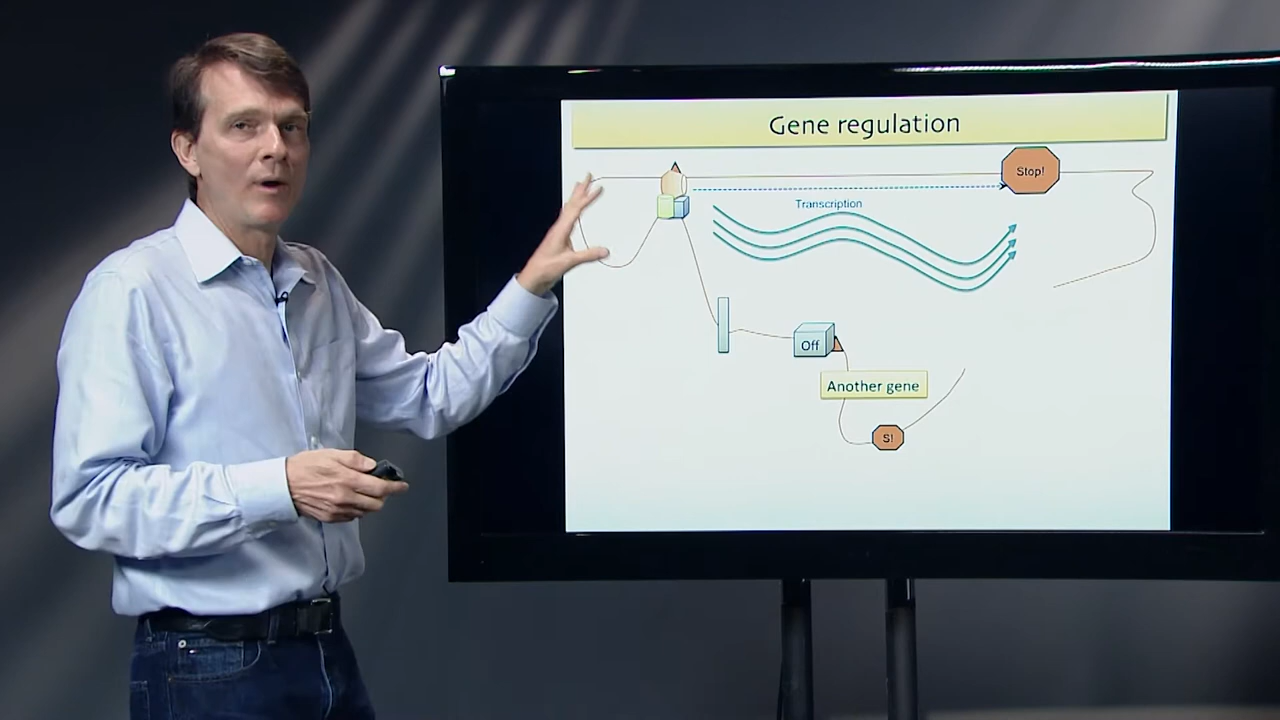 Gene regulation
Stop!
Transcription
Off
Another gene
S!